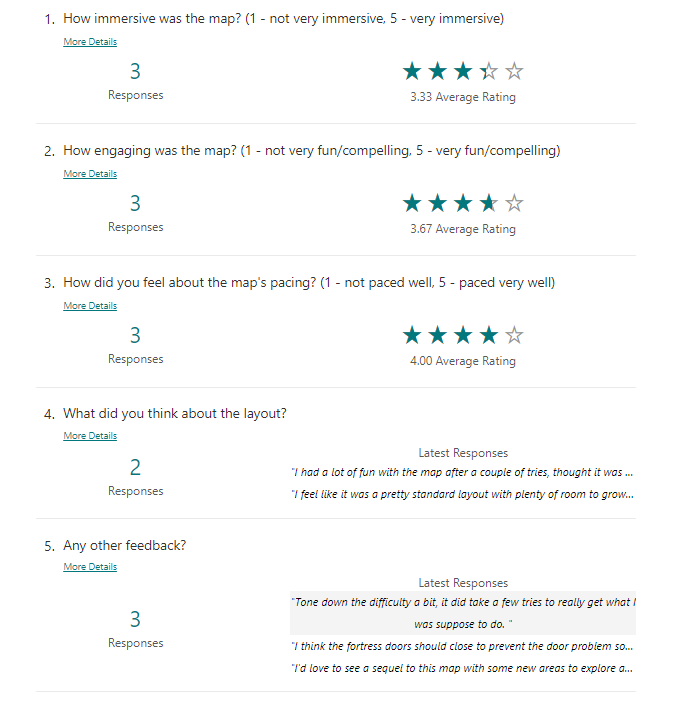 1. How immersive was the map? (1 - not very immersive, 5 - very immersive)
More Details
3
Responses
3.33 Average Rating
2. How engaging was the map? (1 - not very fun/compelling, 5 - very fun/compelling)
More Details
3
Responses
3.67 Average Rating
3. How did you feel about the map's pacing? (1 - not paced well, 5 - paced very well)
More Details
3
Responses
4.00 Average Rating
4. What did you think about the layout?
More Details
2
Responses
Latest Responses
"I had a lot of fun with the map after a couple of tries, thought it was ...
"I feel like it was a pretty standard layout with plenty of room to grow...
5. Any other feedback?
More Details
3
Responses
Latest Responses
"Tone down the difficulty a bit, it did take a few tries to really get what I
was suppose to do. "
"I think the fortress doors should close to prevent the door problem so...
"I'd love to see a sequel to this map with some new areas to explore a...